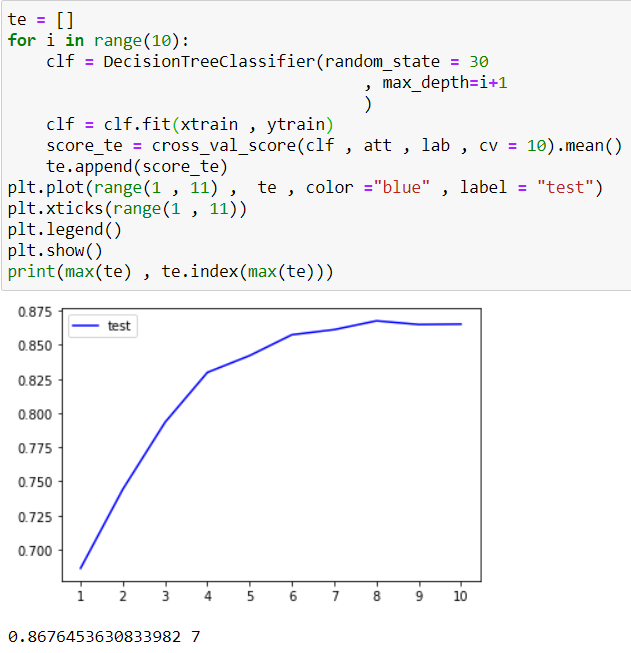 te = []
for i in range(10):
    clf = DecisionTreeClassifier(random_state = 30
                                 , max_depth=i+1
                                 )
    clf = clf.fit(xtrain , ytrain)
    score_te = cross_val_score(clf , att , lab , cv = 10).mean()
    te.append(score_te)
plt.plot(range(1 , 11) ,  te , color ="blue" , label = "test")
plt.xticks(range(1 , 11))
plt.legend()
plt.show()
print(max(te) , te.index(max(te)))
0.875
test
0.850
0.825
0.800
0.775
0.750
0.725
0.700
1 2 3 4 5 6 7 8 9 10
0.8676453630833982 7